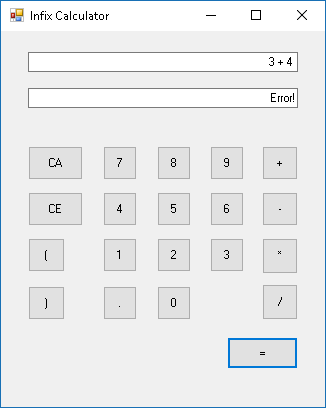 Infix Calculator
3 + 4
Error!
CA 7 8 9 +
CE 4 5 6 -
( 1 2 3 *
) . 0 /
=